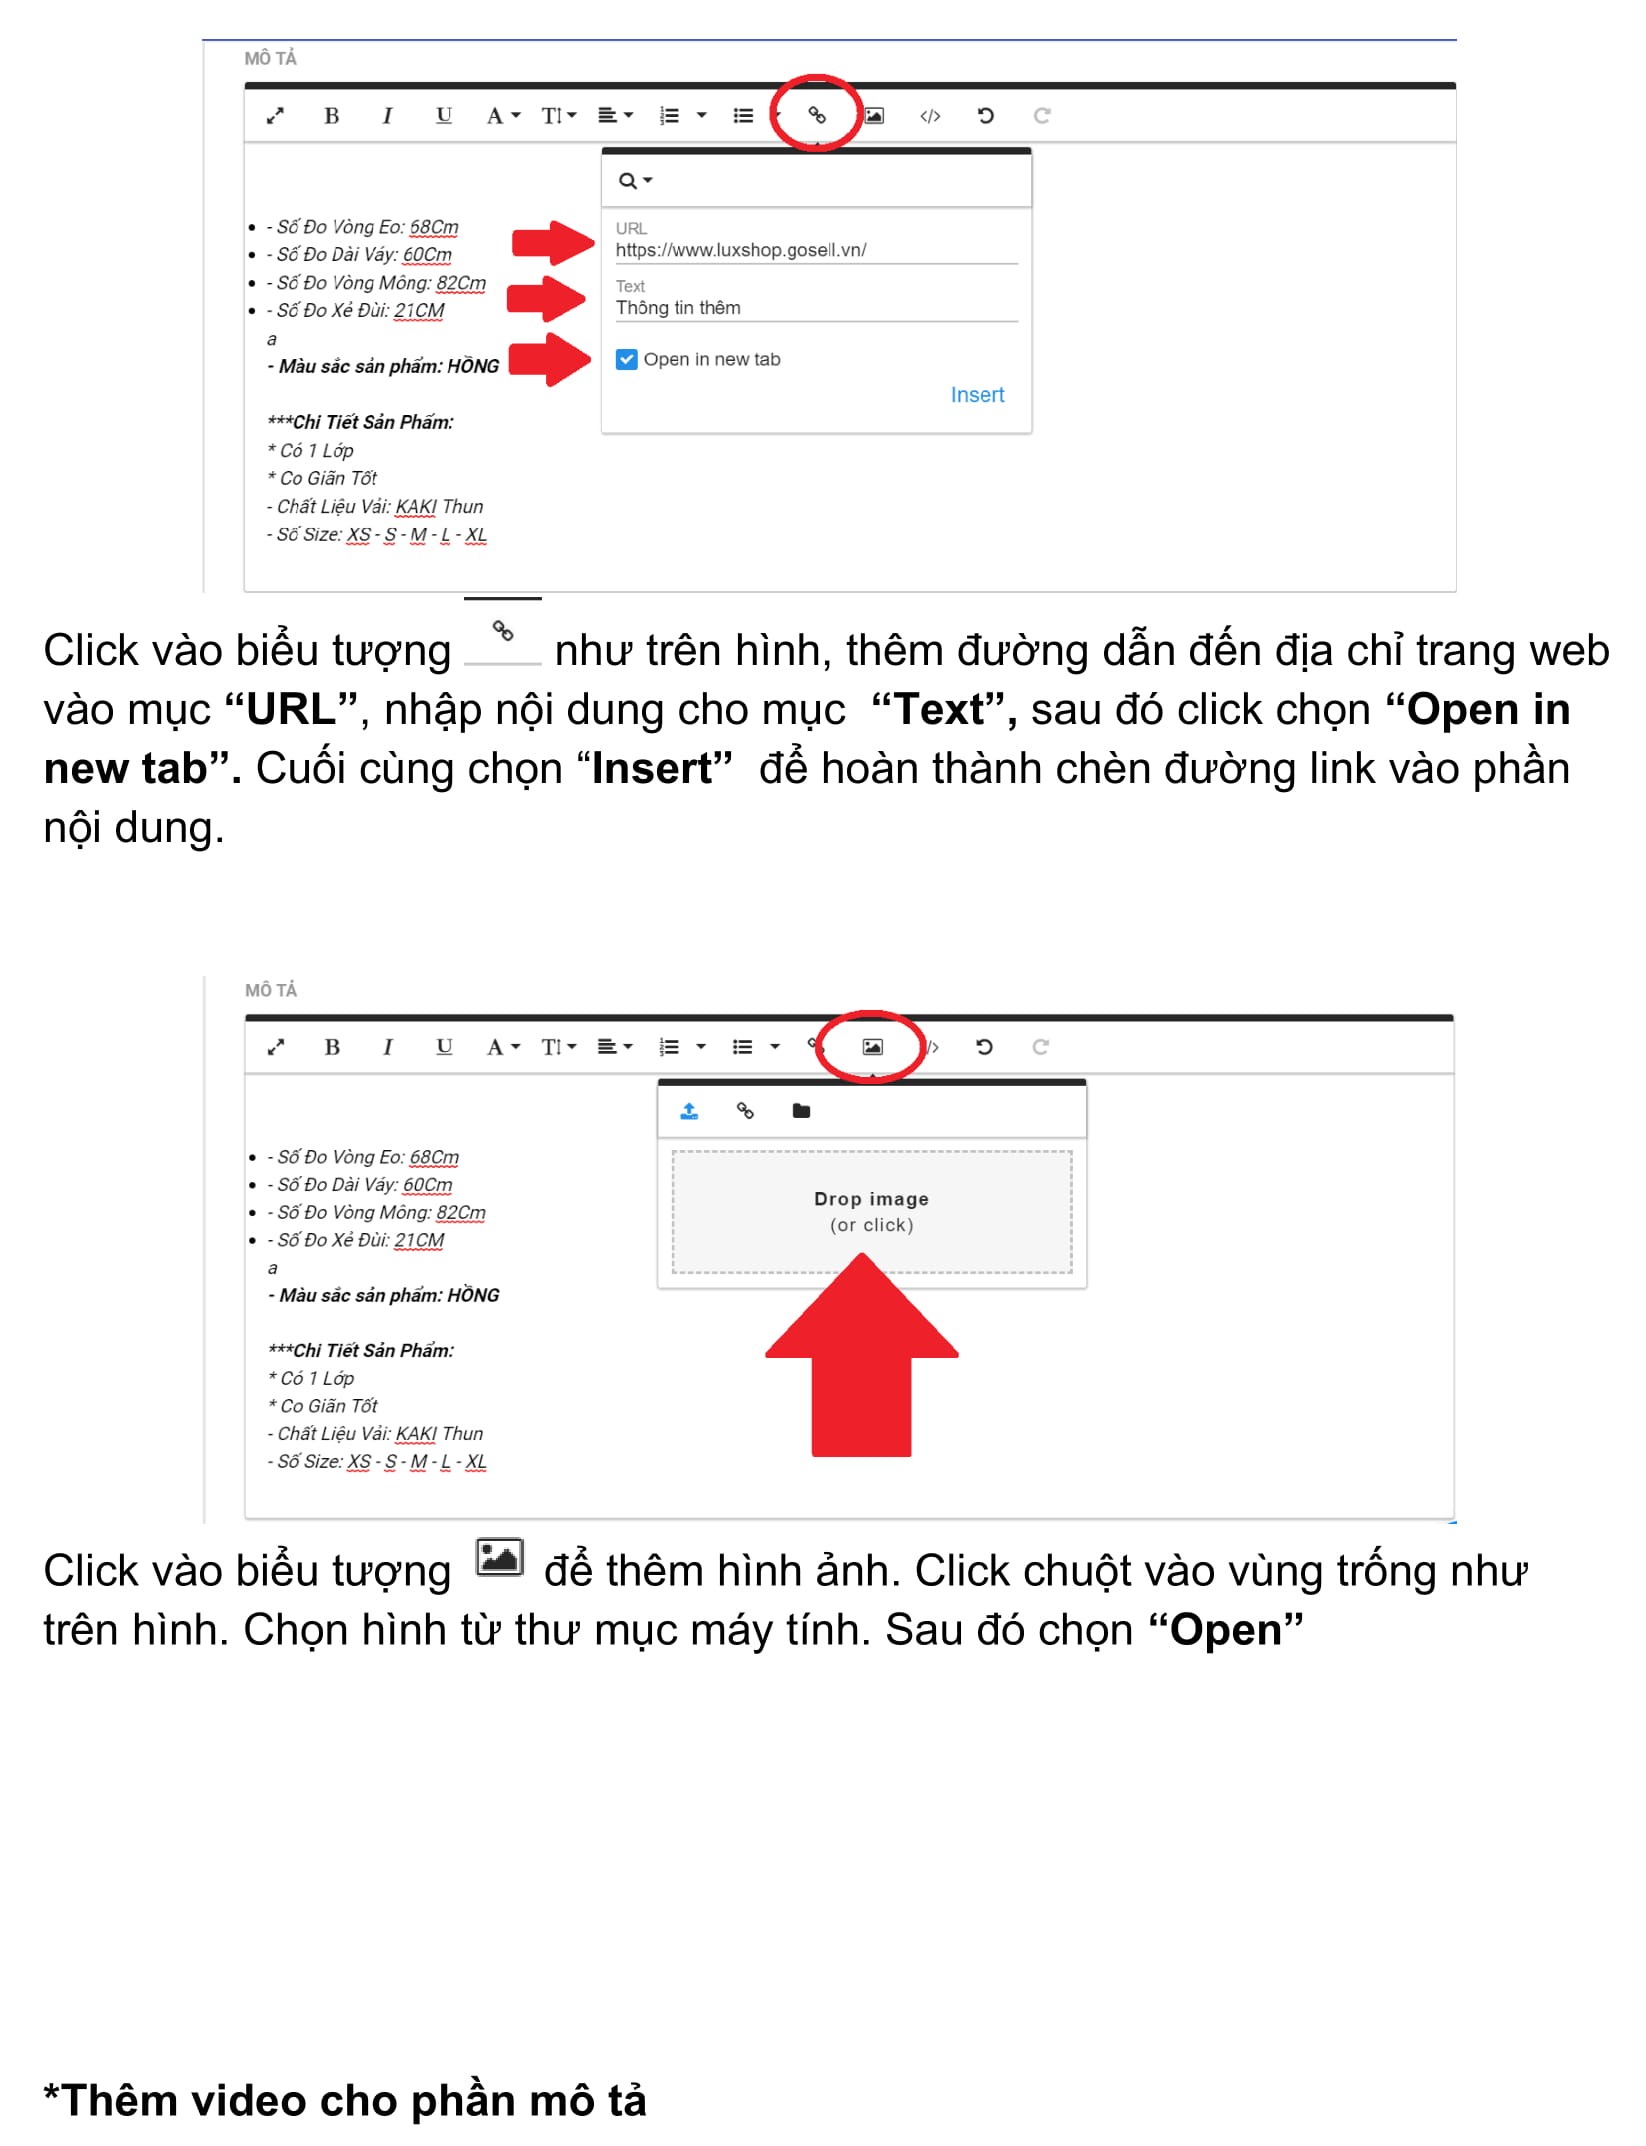 MÔ TẢ
B I U A T
- Số Đo Vòng Eo: 68Cm
- Số Đo Dài Váy: 60Cm
- Số Đo Vòng Mông: 82Cm
- Số Đo Xẻ Đùi: 21CM
a
- Màu sắc sản phẩm: HỒNG
***Chi Tiết Sản Phẩm:
* Có 1 Lớp
* Co Giãn Tốt
- Chất Liệu Vải: KAKI Thun
- Số Size: XS - S - M - L - XL
URL
https://www.luxshop.gosell.vn/
Text
Thông tin thêm
Open in new tab
Insert
Click vào biểu tượng như trên hình, thêm đường dẫn đến địa chỉ trang web
vào mục “URL”, nhập nội dung cho mục “Text”, sau đó click chọn “Open in
new tab”. Cuối cùng chọn “Insert” để hoàn thành chèn đường link vào phần
nội dung.
MÔ TẢ
B I U A T
- Số Đo Vòng Eo: 68Cm
- Số Đo Dài Váy: 60Cm
- Số Đo Vòng Mông: 82Cm
- Số Đo Xẻ Đùi: 21CM
a
- Màu sắc sản phẩm: HỒNG
***Chi Tiết Sản Phẩm:
* Có 1 Lớp
* Co Giãn Tốt
- Chất Liệu Vải: KAKI Thun
- Số Size: XS - S - M - L - XL
Drop image
(or click)
Click vào biểu tượng để thêm hình ảnh. Click chuột vào vùng trống như
trên hình. Chọn hình từ thư mục máy tính. Sau đó chọn “Open”
*Thêm video cho phần mô tả